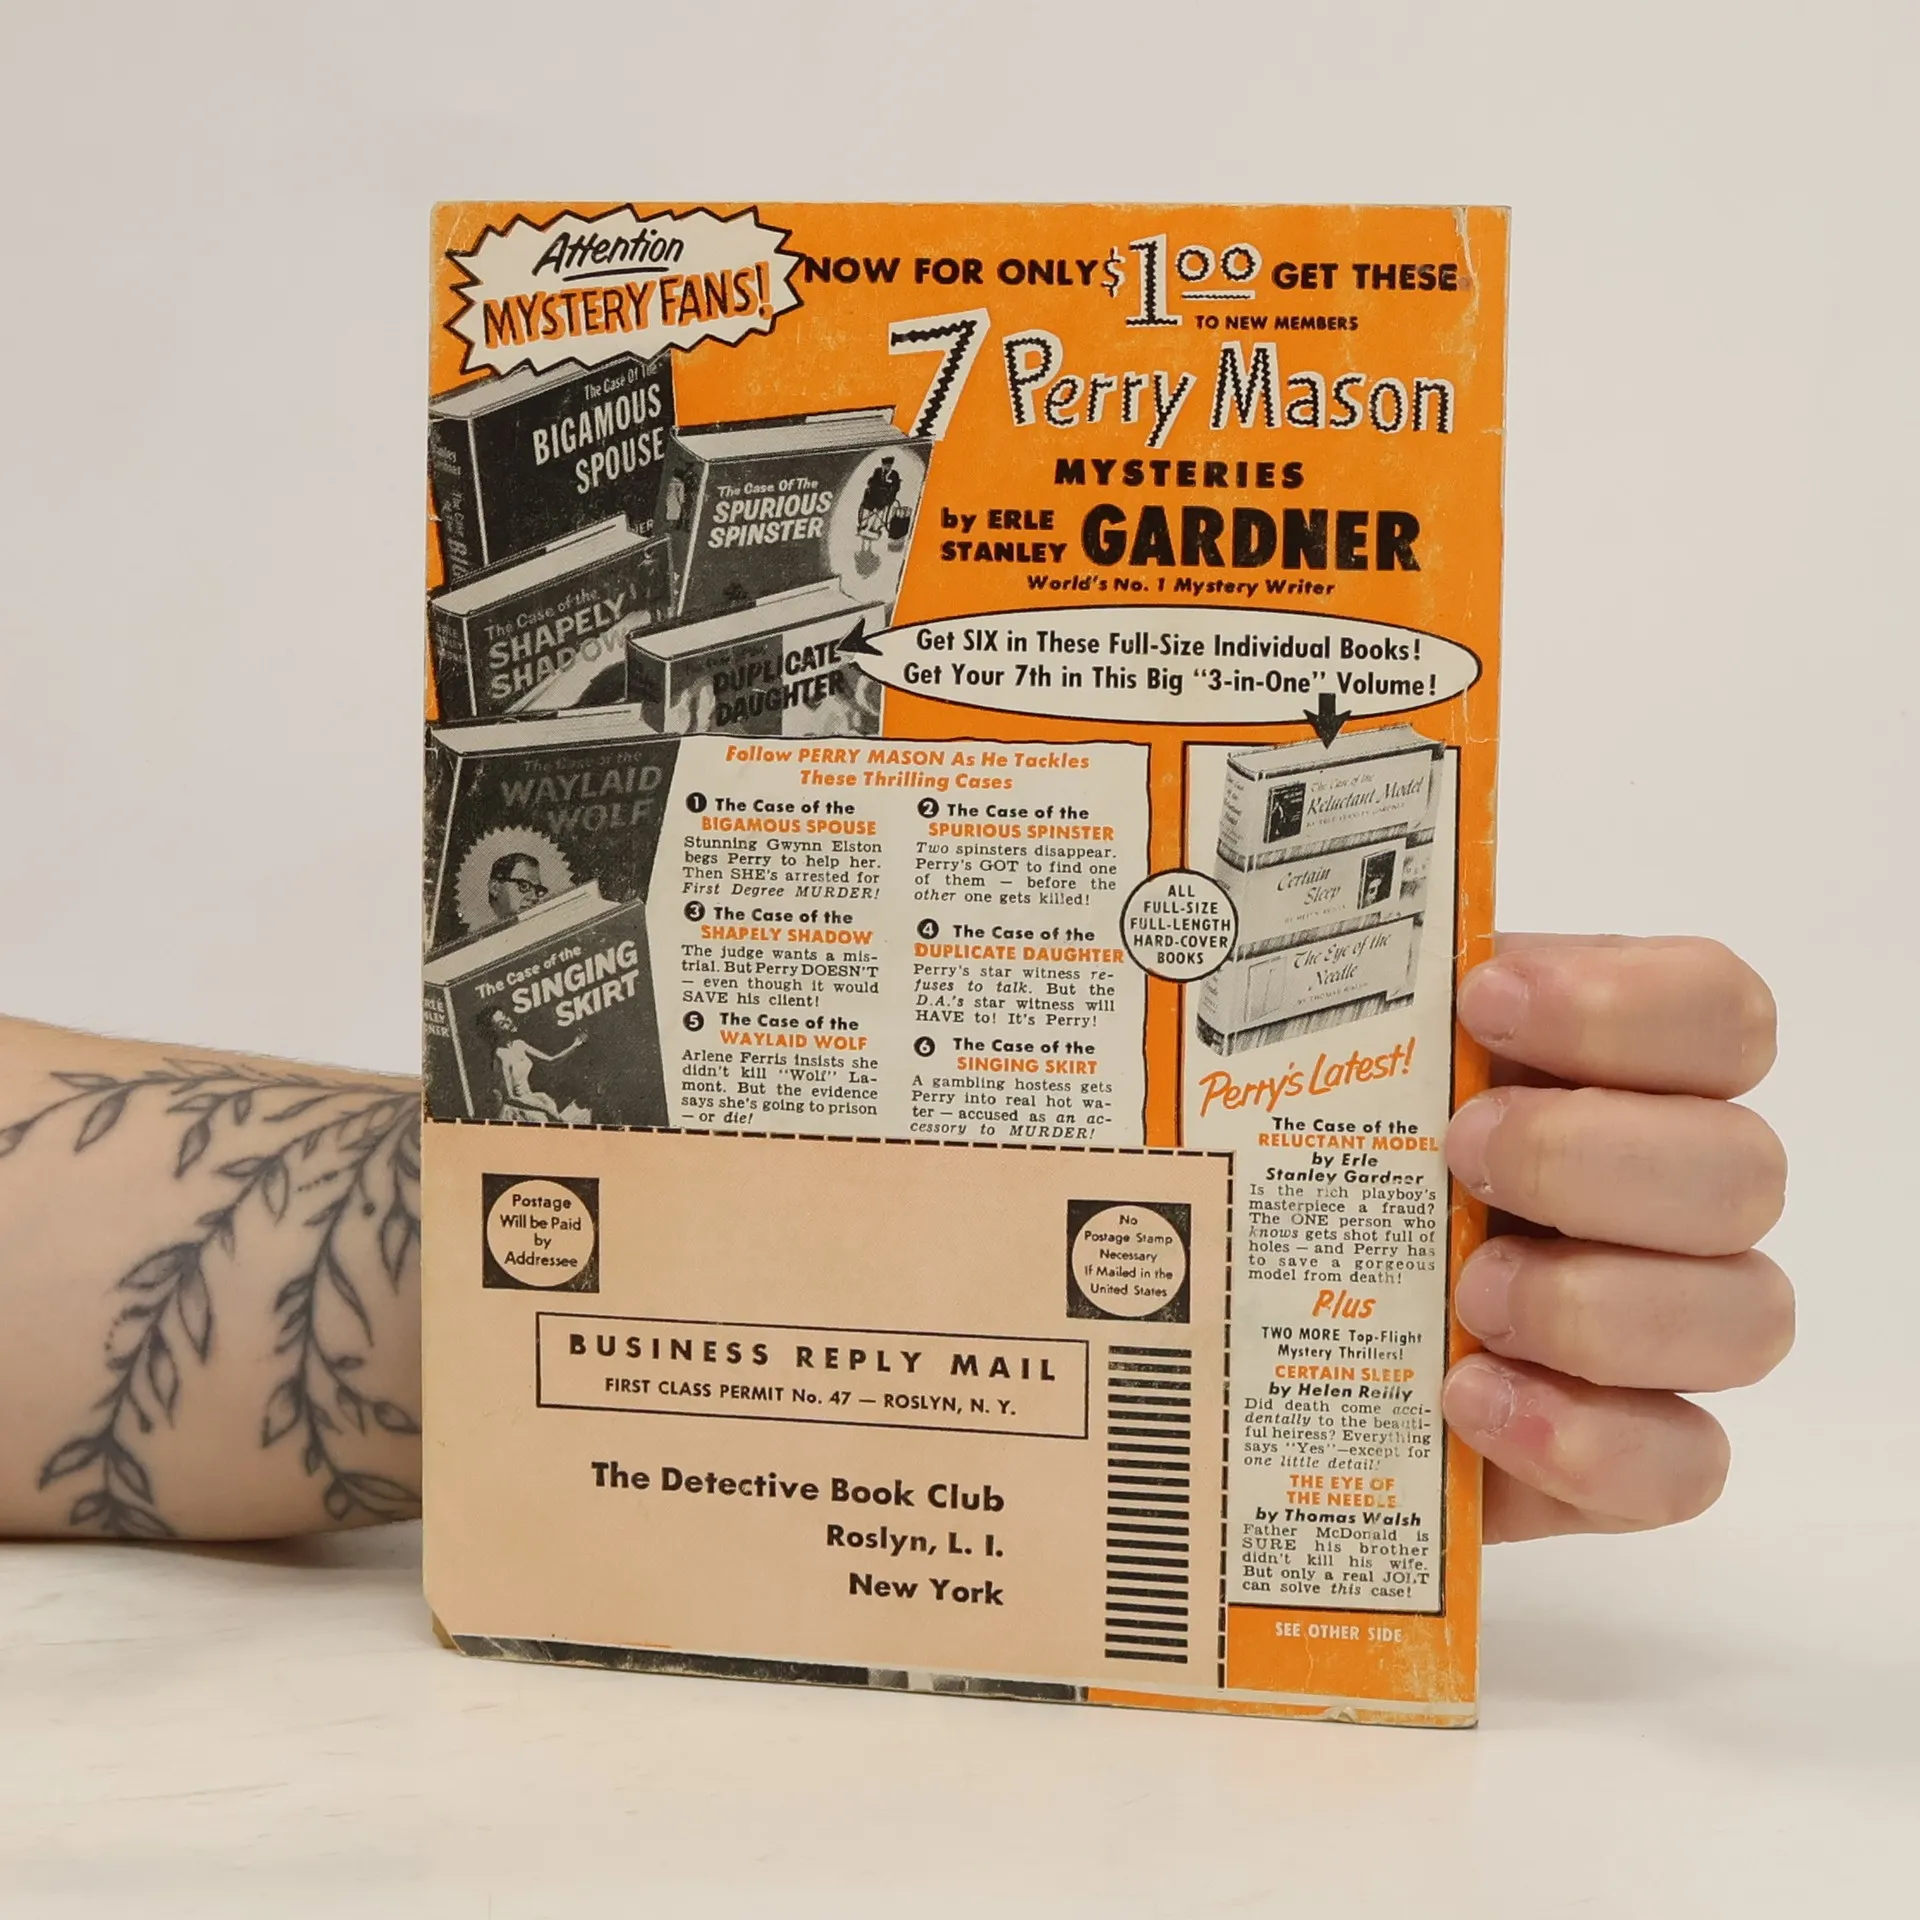 Attention
MYSTERY FANS!
NOW FOR ONLY $1.00 GET THESE
TO NEW MEMBERS
7 Perry Mason
MYSTERIES
by ERLE
STANLEY GARDNER
World's No. 1 Mystery Writer
Get SIX in These Full-Size Individual Books!
Get Your 7th in This Big "3-in-One" Volume!
The Case Of The
BIGAMOUS
SPOUSE
The Case Of The
SPURIOUS
SPINSTER
The Case of the
SHAPELY
SHADOW
DUPLICATE
DAUGHTER
The Case of the
WAYLAID
WOLF
The Case of the
SINGING
SKIRT
Follow PERRY MASON As He Tackles
These Thrilling Cases
1 The Case of the
BIGAMOUS SPOUSE
Stunning Gwynn Elston
begs Perry to help her.
Then SHE's arrested for
First Degree MURDER!
2 The Case of the
SPURIOUS SPINSTER
Two spinsters disappear.
Perry's GOT to find one
of them — before the
other one gets killed!
3 The Case of the
SHAPELY SHADOW
The judge wants a mis-
trial. But Perry DOESN'T
— even though it would
SAVE his client!
4 The Case of the
DUPLICATE DAUGHTER
Perry's star witness re-
fuses to talk. But the
D.A.'s star witness will
HAVE to! It's Perry!
5 The Case of the
WAYLAID WOLF
Arlene Ferris insists she
didn't kill "Wolf" La-
mont. But the evidence
says she's going to prison
— or die!
6 The Case of the
SINGING SKIRT
A gambling hostess gets
Perry into real hot wa-
ter — accused as an ac-
cessory to MURDER!
ALL
FULL-SIZE
FULL-LENGTH
HARD-COVER
BOOKS
The Case of the
Reluctant Model
Certain
Sleep
The Eye of the
Needle
Perry's Latest!
The Case of the
RELUCTANT MODEL
by Erle
Stanley Gardner
Is the rich playboy's
masterpiece a fraud?
The ONE person who
knows gets shot full of
holes — and Perry has
to save a gorgeous
model from death!
Plus
TWO MORE Top-Flight
Mystery Thrillers!
CERTAIN SLEEP
by Helen Reilly
Did death come acci-
dentally to the beauti-
ful heiress? Everything
says "Yes"—except for
one little detail!
THE EYE OF
THE NEEDLE
by Thomas Walsh
Father McDonald is
SURE his brother
didn't kill his wife.
But only a real JOLT
can solve this case!
SEE OTHER SIDE
Postage
Will be Paid
by
Addressee
No
Postage Stamp
Necessary
If Mailed in the
United States
BUSINESS REPLY MAIL
FIRST CLASS PERMIT No. 47 — ROSLYN, N. Y.
The Detective Book Club
Roslyn, L. I.
New York